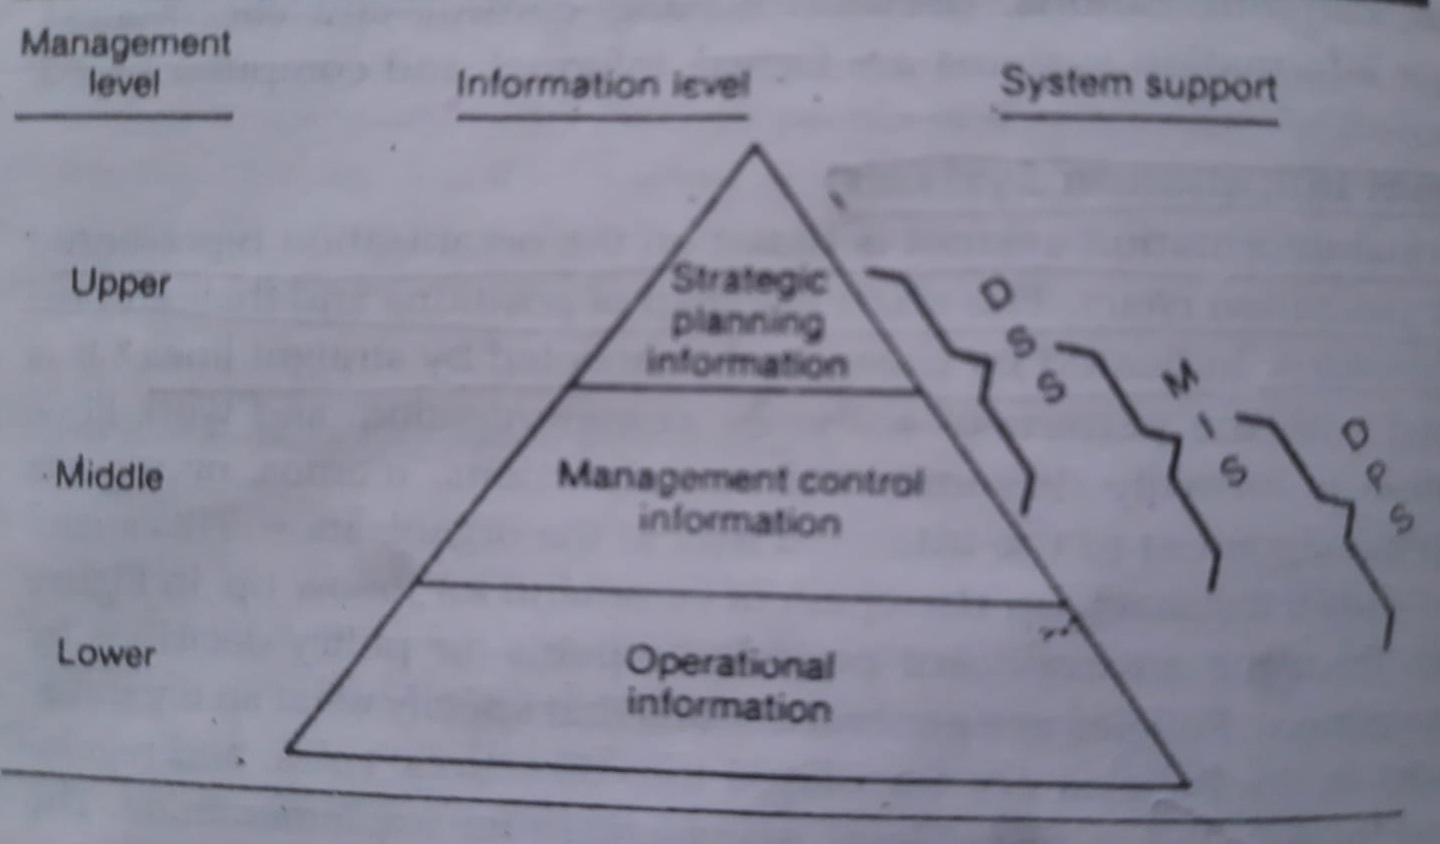 Management
level
Information level
System support
Upper
Strategic
planning
information
D
S
S
M
I
S
D
P
S
Middle
Management control
information
Lower
Operational
information